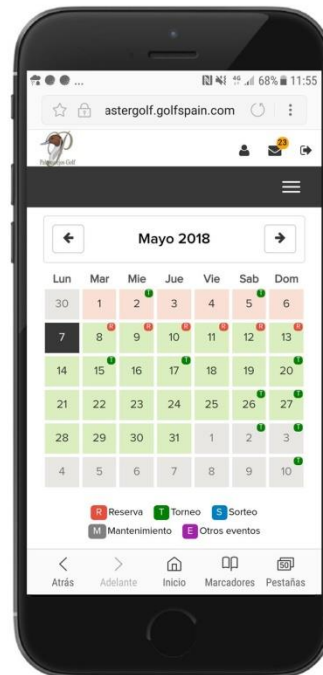 ... 68% 11:55
astergolf.golfspain.com
23
Golf
Mayo 2018
Lun Mar Mie Jue Vie Sab Dom
30 1 2 T 3 4 5 T 6
7 8 R 9 R 10 R 11 R 12 R 13 R
14 15 T 16 17 T 18 19 20 T
21 22 23 24 25 26 T 27 T
28 29 30 31 1 2 T 3 T
4 5 6 7 8 9 10 T
R Reserva T Torneo S Sorteo
M Mantenimiento E Otros eventos
50
Atrás Adelante Inicio Marcadores Pestañas